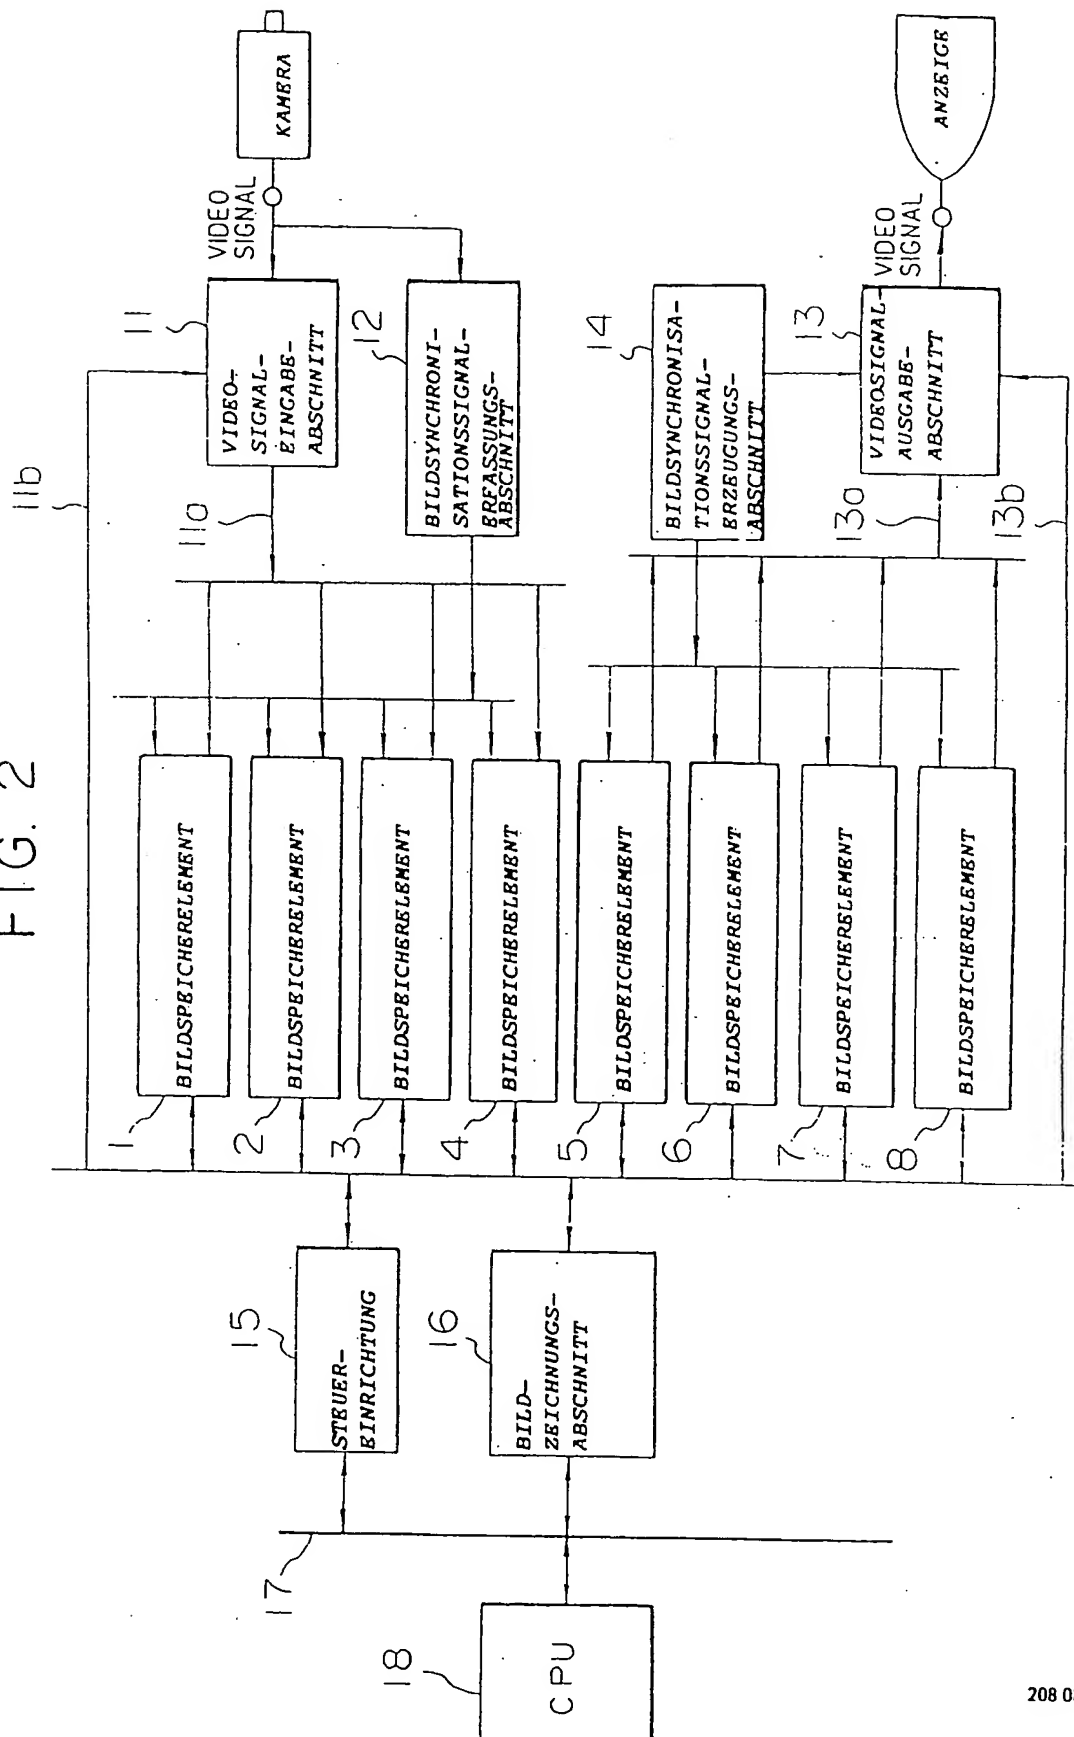 FIG. 2
11b
KAMERA
VIDEO
SIGNAL
11
VIDEO-
SIGNAL-
EINGABE-
ABSCHNITT
11a
12
BILDSYNCHRONI-
SATIONSSIGNAL-
ERFASSUNGS-
ABSCHNITT
14
BILDSYNCHRONISA-
TIONSSIGNAL-
ERZEUGUNGS-
ABSCHNITT
ANZEIGE
VIDEO
SIGNAL
13
VIDEOSIGNAL-
AUSGABE-
ABSCHNITT
13a
13b
1
BILDSPEICHERELEMENT
2
BILDSPEICHERELEMENT
3
BILDSPEICHERELEMENT
4
BILDSPEICHERELEMENT
5
BILDSPEICHERELEMENT
6
BILDSPEICHERELEMENT
7
BILDSPEICHERELEMENT
8
BILDSPEICHERELEMENT
15
STEUER-
EINRICHTUNG
16
BILD-
ZEICHNUNGS-
ABSCHNITT
17
18
CPU
208 0